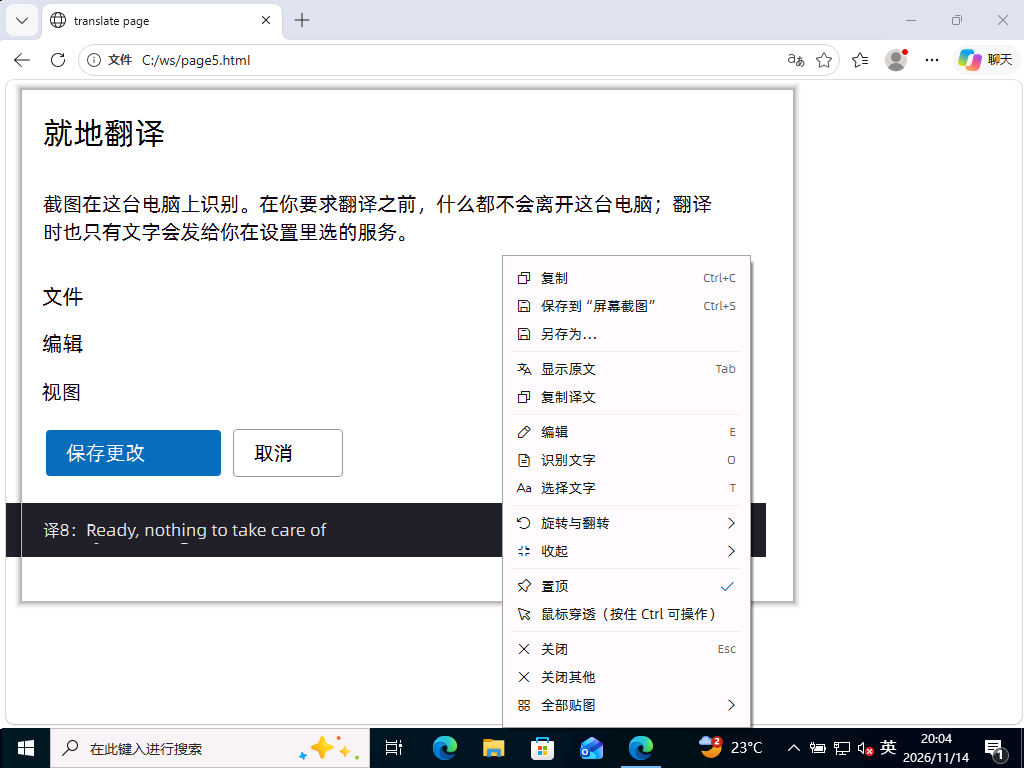 translate page
文件 C:/ws/page5.html
聊天
就地翻译
截图在这台电脑上识别。在你要求翻译之前，什么都不会离开这台电脑；翻译
时也只有文字会发给你在设置里选的服务。
文件
编辑
视图
保存更改 取消
译8：Ready, nothing to take care of
复制 Ctrl+C
保存到“屏幕截图” Ctrl+S
另存为...
显示原文 Tab
复制译文
编辑 E
识别文字 O
选择文字 T
旋转与翻转
收起
置顶
鼠标穿透（按住 Ctrl 可操作）
关闭 Esc
关闭其他
全部贴图
在此键入进行搜索
2
23°C
英
20:04
2026/11/14
1